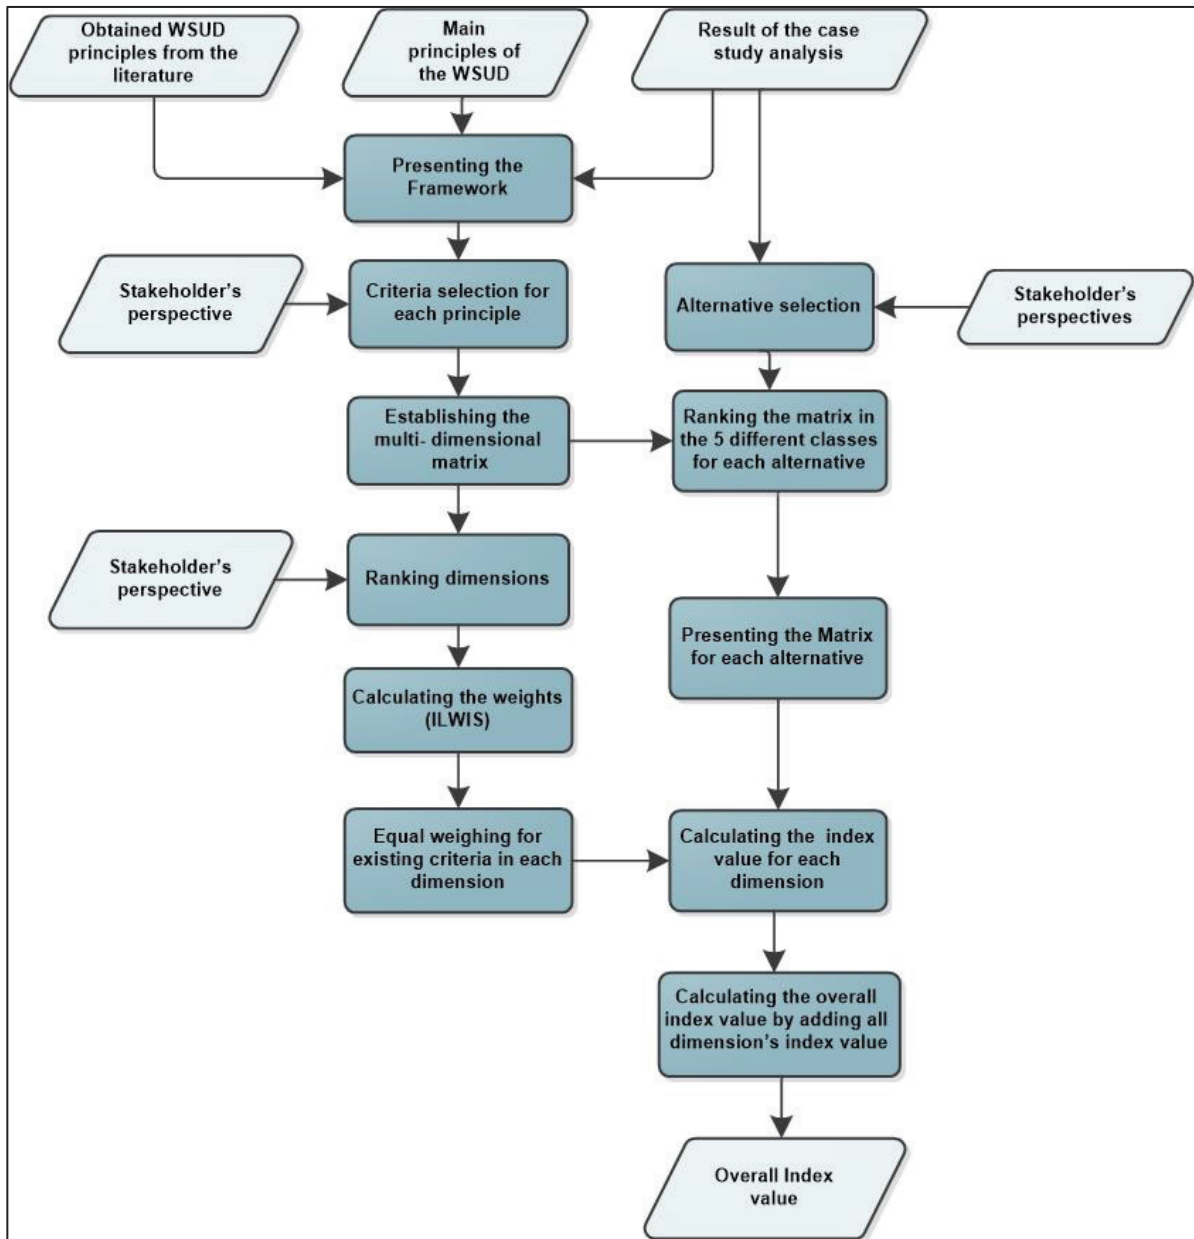 Obtained WSUD
principles from the
literature
Main
principles of
the WSUD
Result of the case
study analysis
Presenting the
Framework
Stakeholder's
perspective
Criteria selection for
each principle
Alternative selection
Stakeholder's
perspectives
Establishing the
multi- dimensional
matrix
Ranking the matrix in
the 5 different classes
for each alternative
Stakeholder's
perspective
Ranking dimensions
Presenting the Matrix
for each alternative
Calculating the weights
(ILWIS)
Equal weighing for
existing criteria in each
dimension
Calculating the index
value for each
dimension
Calculating the overall
index value by adding all
dimension's index value
Overall Index
value